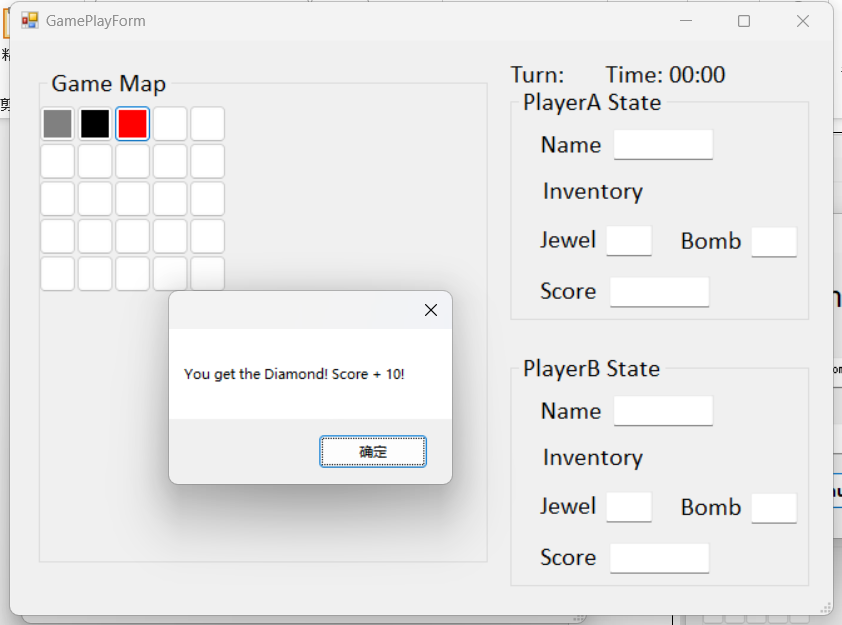 GamePlayForm
Game Map
Turn: Time: 00:00
PlayerA State
Name
Inventory
Jewel Bomb
Score
You get the Diamond! Score + 10!
确定
PlayerB State
Name
Inventory
Jewel Bomb
Score